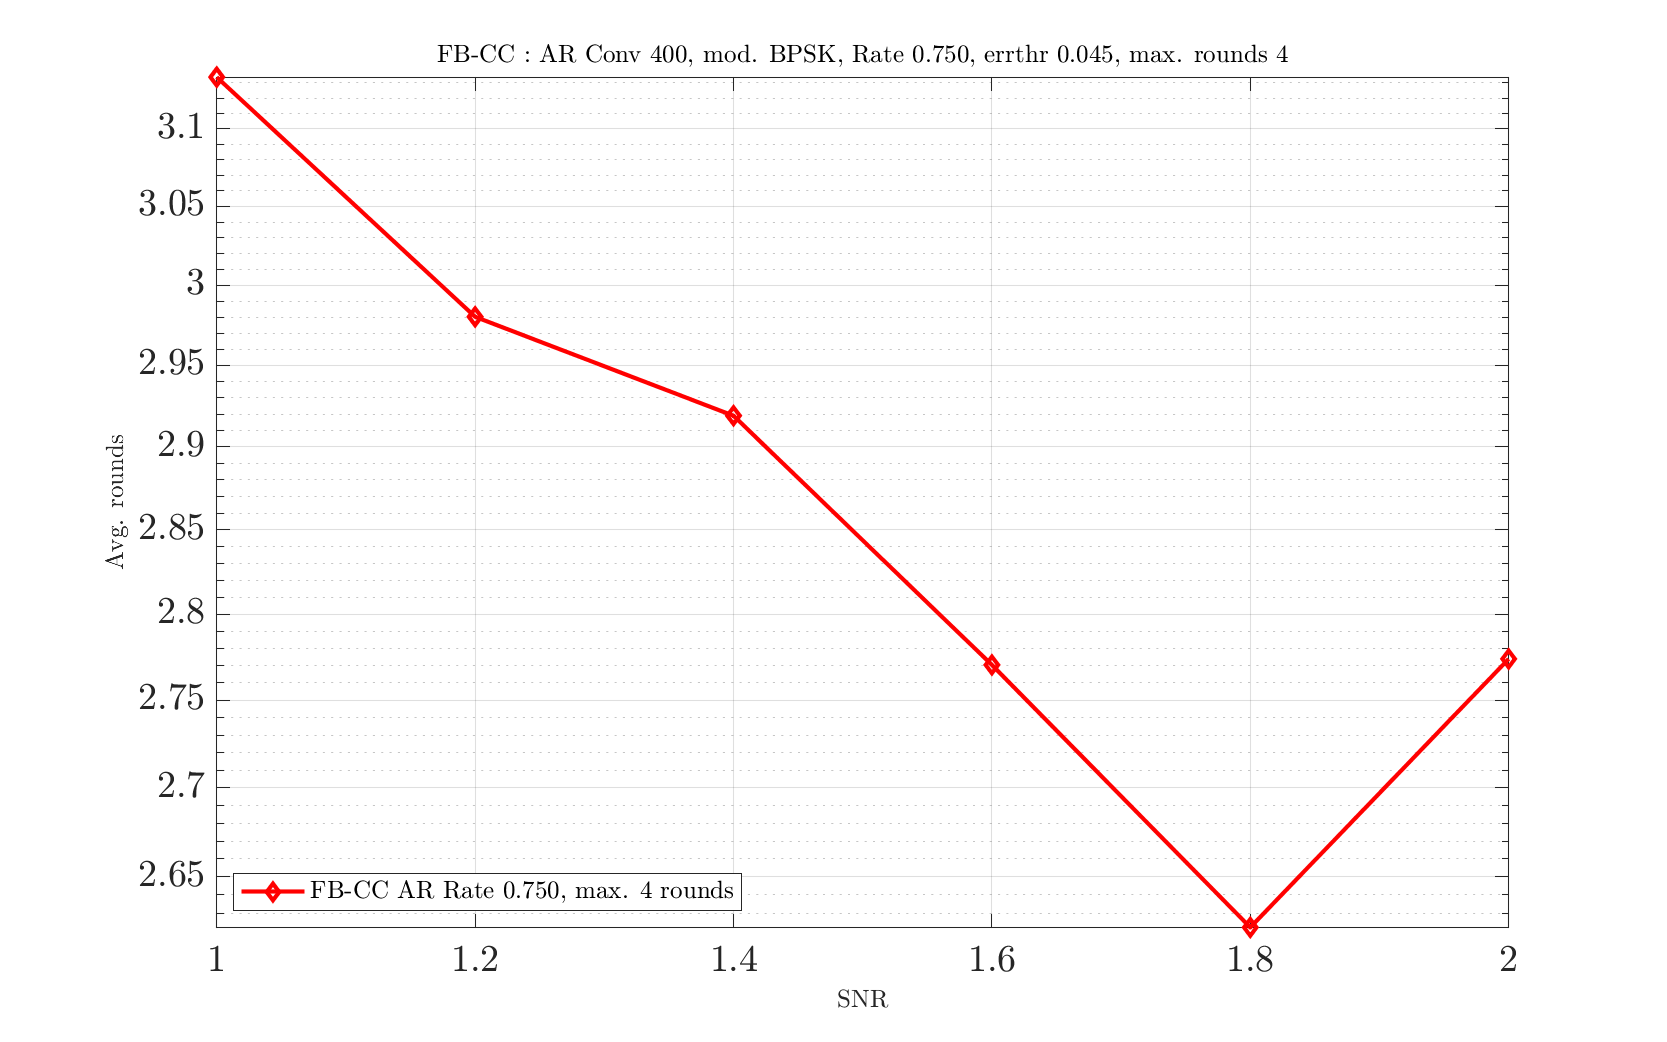 FB-CC : AR Conv 400, mod. BPSK, Rate 0.750, errthr 0.045, max. rounds 4
3.1
3.05
3
2.95
2.9
2.85
2.8
2.75
2.7
2.65
Avg. rounds
FB-CC AR Rate 0.750, max. 4 rounds
1 1.2 1.4 1.6 1.8 2
SNR